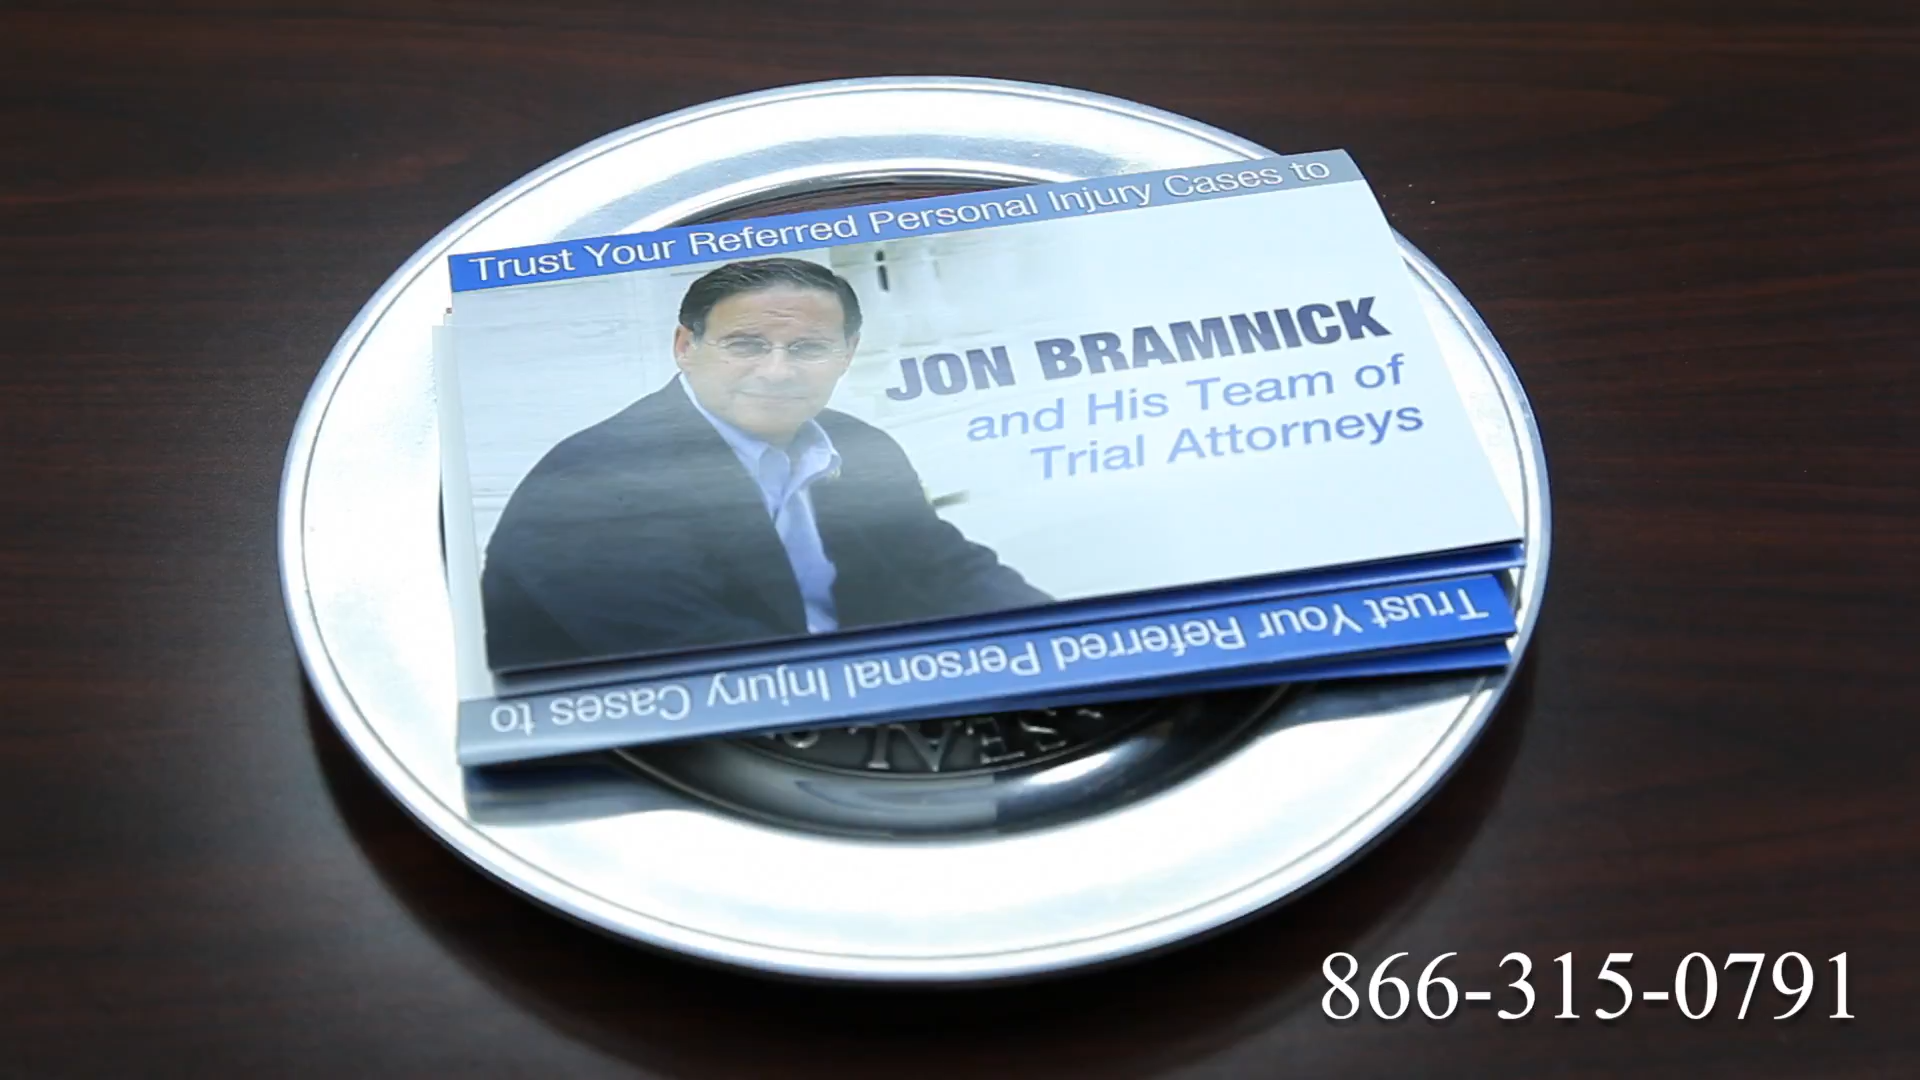 Trust Your Referred Personal Injury Cases to
JON BRAMNICK
and His Team of
Trial Attorneys
Trust Your Referred Personal Injury Cases to
SEAL
866-315-0791